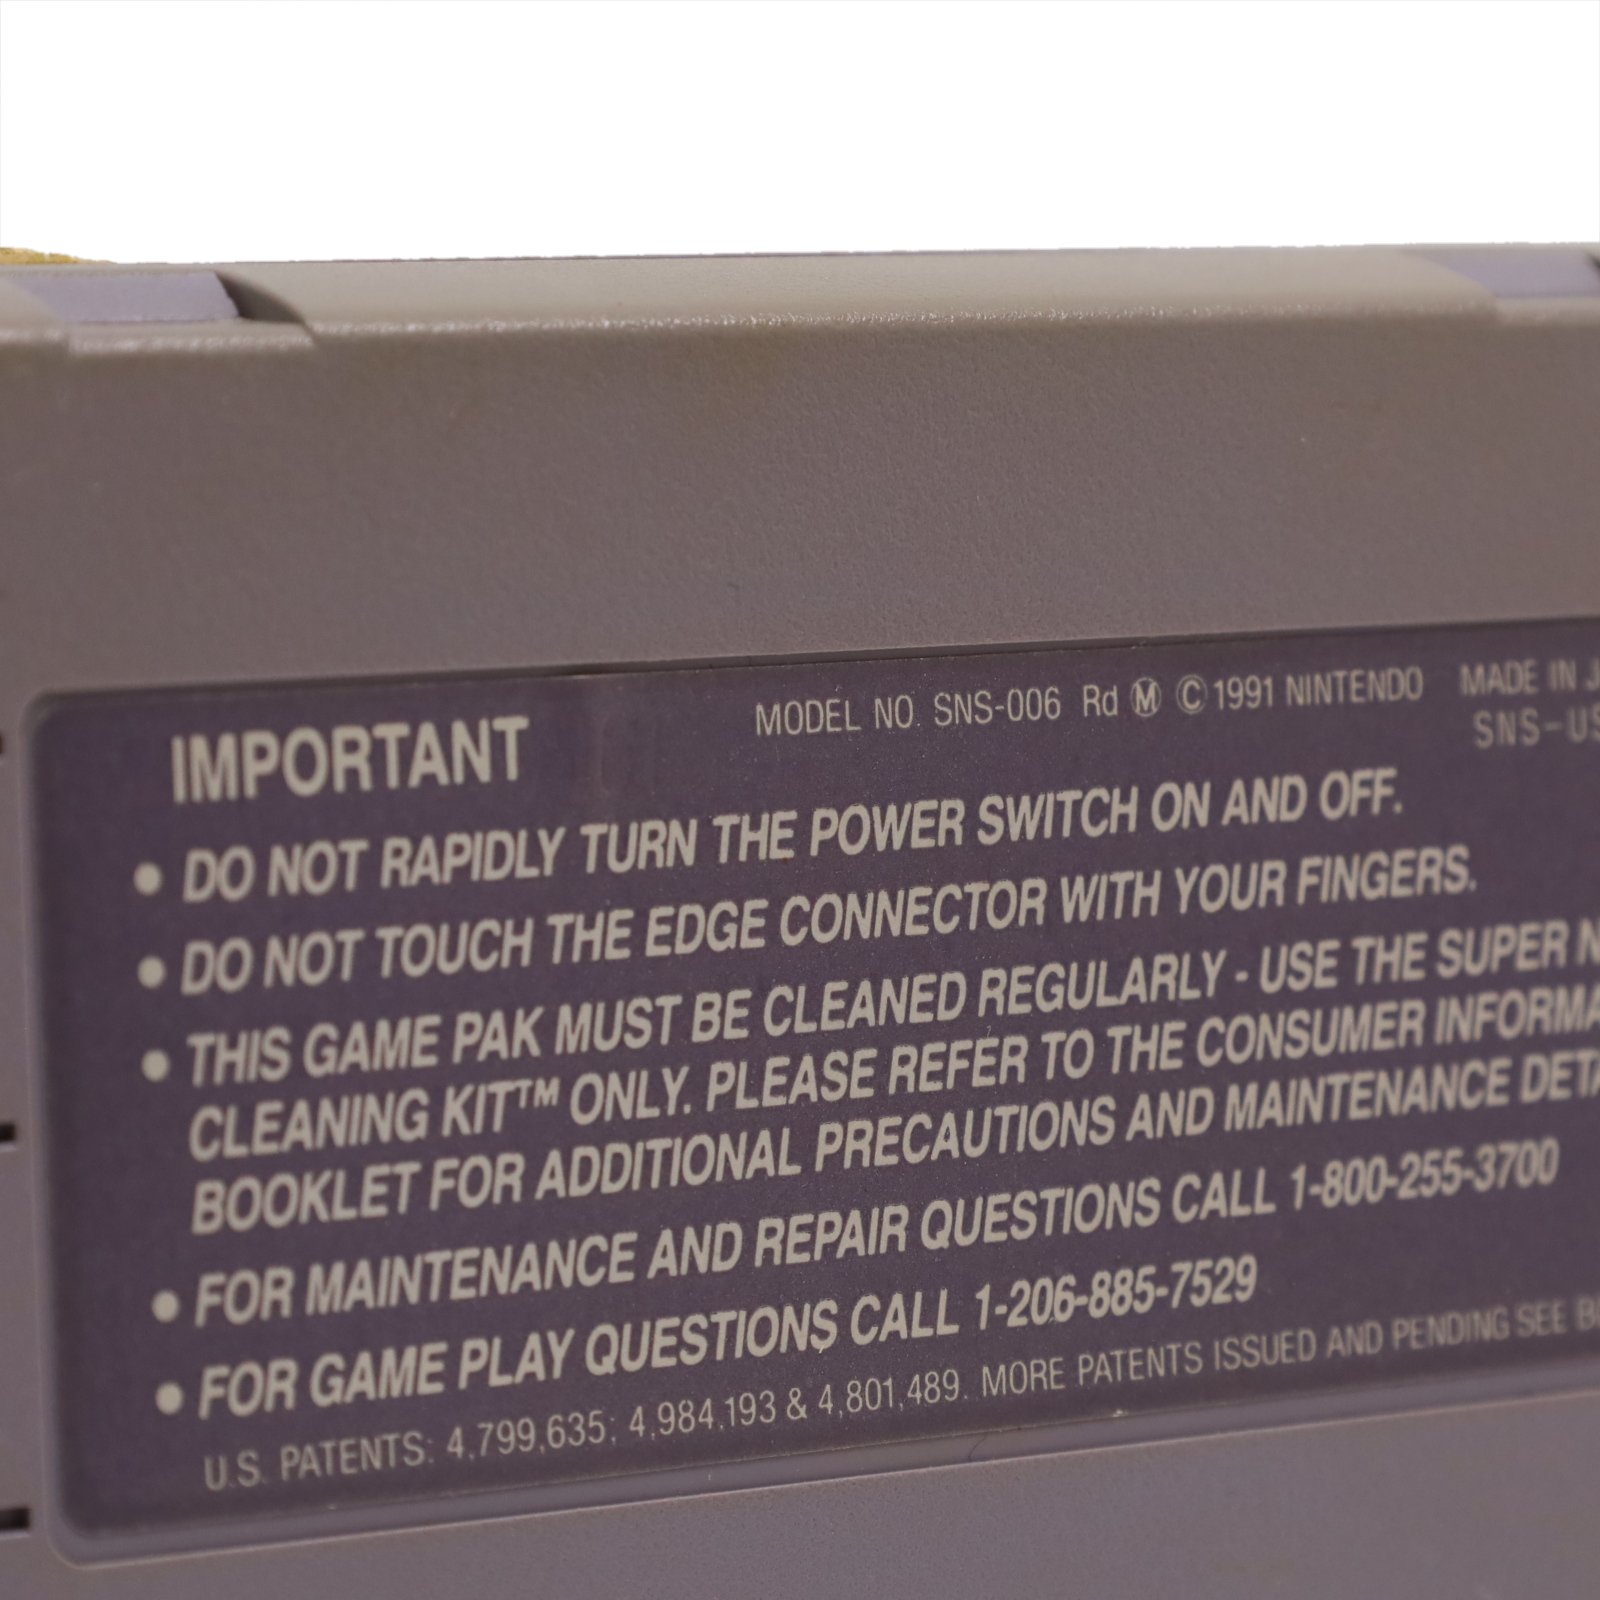 MODEL NO. SNS-006 Rd Ⓜ © 1991 NINTENDO MADE IN J
SNS-US
IMPORTANT
• DO NOT RAPIDLY TURN THE POWER SWITCH ON AND OFF.
• DO NOT TOUCH THE EDGE CONNECTOR WITH YOUR FINGERS.
• THIS GAME PAK MUST BE CLEANED REGULARLY - USE THE SUPER N
CLEANING KIT™ ONLY. PLEASE REFER TO THE CONSUMER INFORMA
BOOKLET FOR ADDITIONAL PRECAUTIONS AND MAINTENANCE DETA
• FOR MAINTENANCE AND REPAIR QUESTIONS CALL 1-800-255-3700
• FOR GAME PLAY QUESTIONS CALL 1-206-885-7529
U.S. PATENTS: 4,799,635; 4,984,193 & 4,801,489. MORE PATENTS ISSUED AND PENDING SEE B